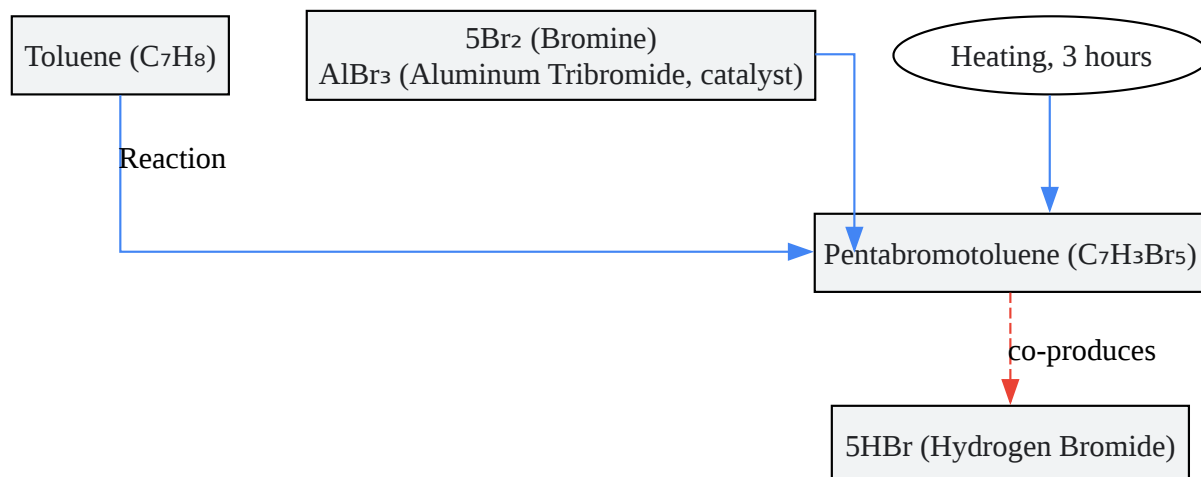 Toluene (C₇H₈)
5Br₂ (Bromine)
AlBr₃ (Aluminum Tribromide, catalyst)
Heating, 3 hours
Reaction
Pentabromotoluene (C₇H₃Br₅)
co-produces
5HBr (Hydrogen Bromide)